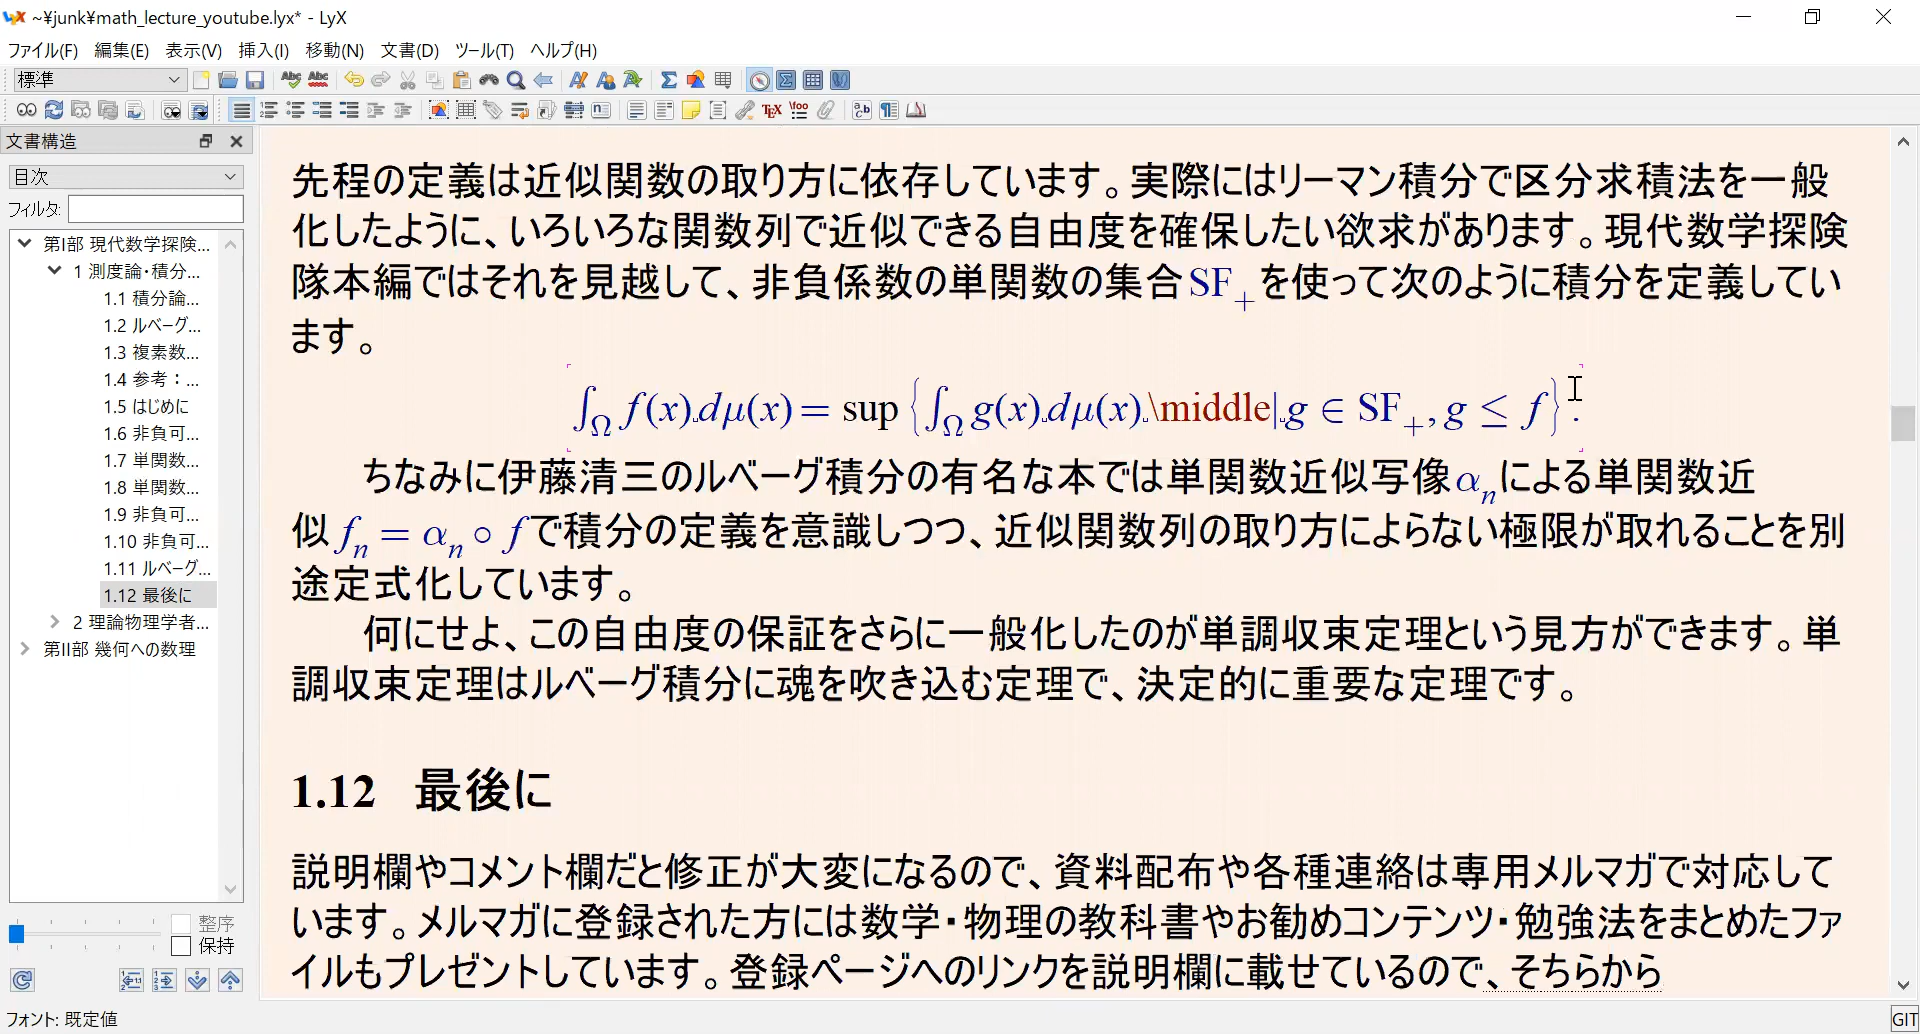 ~¥junk¥math_lecture_youtube.lyx* - LyX
ファイル(F) 編集(E) 表示(V) 挿入(I) 移動(N) 文書(D) ツール(T) ヘルプ(H)
標準
文書構造
目次
フィルタ:
第I部 現代数学探険...
1 測度論・積分...
1.1 積分論...
1.2 ルベーグ...
1.3 複素数...
1.4 参考：...
1.5 はじめに
1.6 非負可...
1.7 単関数...
1.8 単関数...
1.9 非負可...
1.10 非負可...
1.11 ルベーグ...
1.12 最後に
2 理論物理学者...
第II部 幾何への数理
整序
保持
先程の定義は近似関数の取り方に依存しています。実際にはリーマン積分で区分求積法を一般
化したように、いろいろな関数列で近似できる自由度を確保したい欲求があります。現代数学探険
隊本編ではそれを見越して、非負係数の単関数の集合SF₊を使って次のように積分を定義してい
ます。
∫_Ω f(x) dμ(x) = sup {∫_Ω g(x) dμ(x) \middle| g ∈ SF₊, g ≤ f}.
ちなみに伊藤清三のルベーグ積分の有名な本では単関数近似写像α_nによる単関数近
似 f_n = α_n ∘ f で積分の定義を意識しつつ、近似関数列の取り方によらない極限が取れることを別
途定式化しています。
何にせよ、この自由度の保証をさらに一般化したのが単調収束定理という見方ができます。単
調収束定理はルベーグ積分に魂を吹き込む定理で、決定的に重要な定理です。
1.12 最後に
説明欄やコメント欄だと修正が大変になるので、資料配布や各種連絡は専用メルマガで対応して
います。メルマガに登録された方には数学・物理の教科書やお勧めコンテンツ・勉強法をまとめたファ
イルもプレゼントしています。登録ページへのリンクを説明欄に載せているので、そちらから
フォント: 既定値
GIT